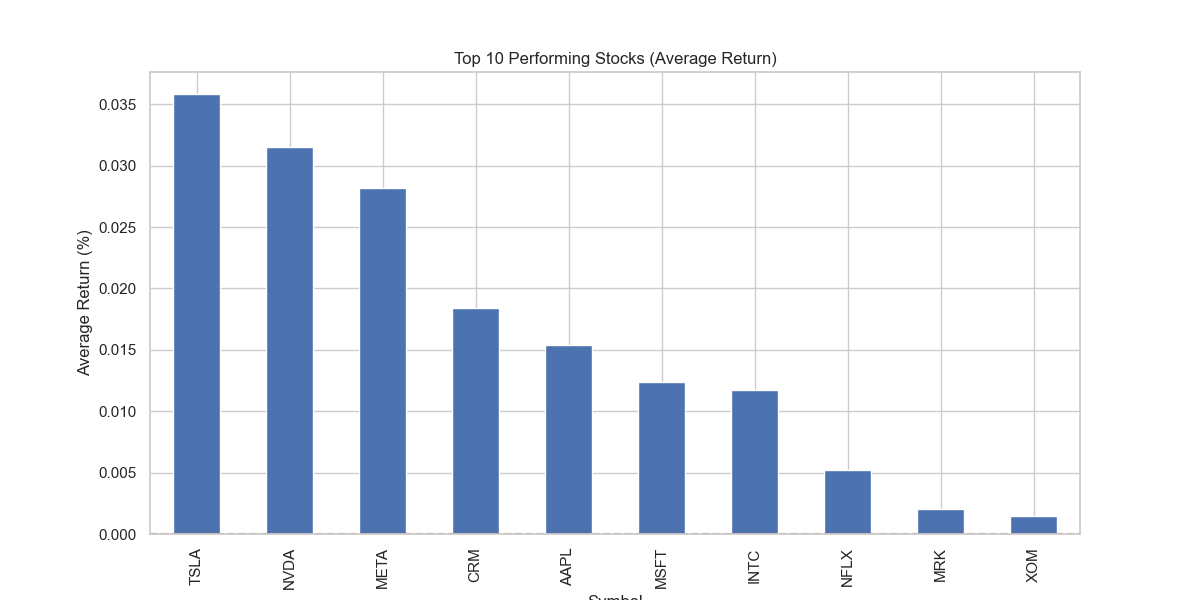 Top 10 Performing Stocks (Average Return)
Average Return (%)
0.035
0.030
0.025
0.020
0.015
0.010
0.005
0.000
TSLA
NVDA
META
CRM
AAPL
MSFT
INTC
NFLX
MRK
XOM
Symbol